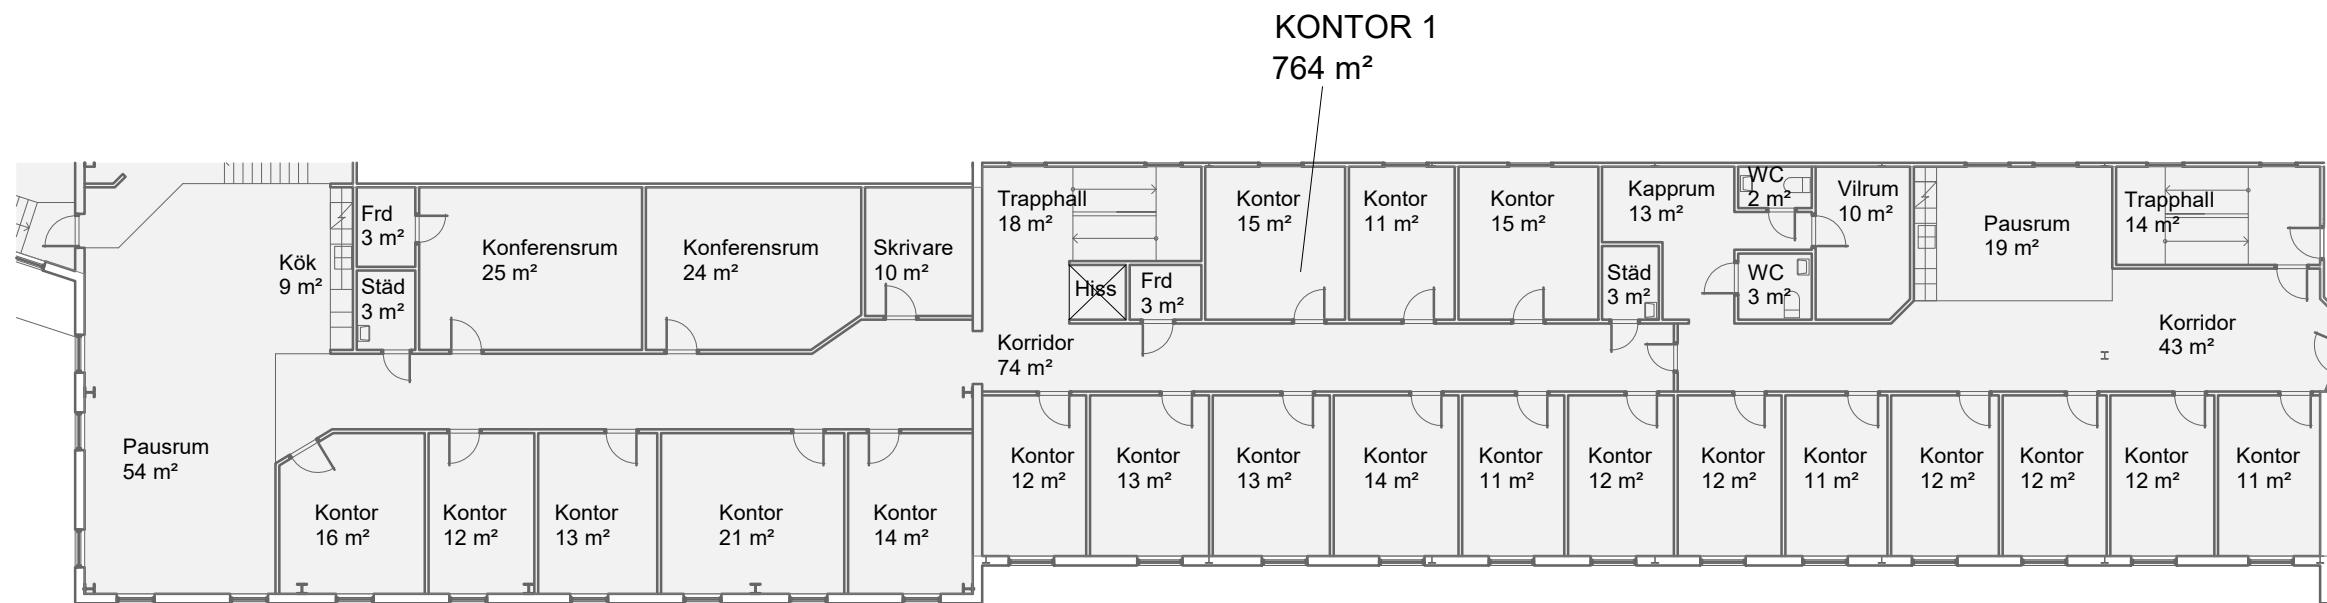 KONTOR 1
764 m²
Trapphall
18 m²
Kontor
15 m²
Kontor
11 m²
Kontor
15 m²
Kapprum
13 m²
WC
2 m²
Vilrum
10 m²
Pausrum
19 m²
Trapphall
14 m²
Frd
3 m²
Konferensrum
25 m²
Konferensrum
24 m²
Skrivare
10 m²
Kök
9 m²
Städ
3 m²
Hiss
Frd
3 m²
Städ
3 m²
WC
3 m²
Korridor
74 m²
Korridor
43 m²
Pausrum
54 m²
Kontor
16 m²
Kontor
12 m²
Kontor
13 m²
Kontor
21 m²
Kontor
14 m²
Kontor
12 m²
Kontor
13 m²
Kontor
13 m²
Kontor
14 m²
Kontor
11 m²
Kontor
12 m²
Kontor
12 m²
Kontor
11 m²
Kontor
12 m²
Kontor
12 m²
Kontor
12 m²
Kontor
11 m²